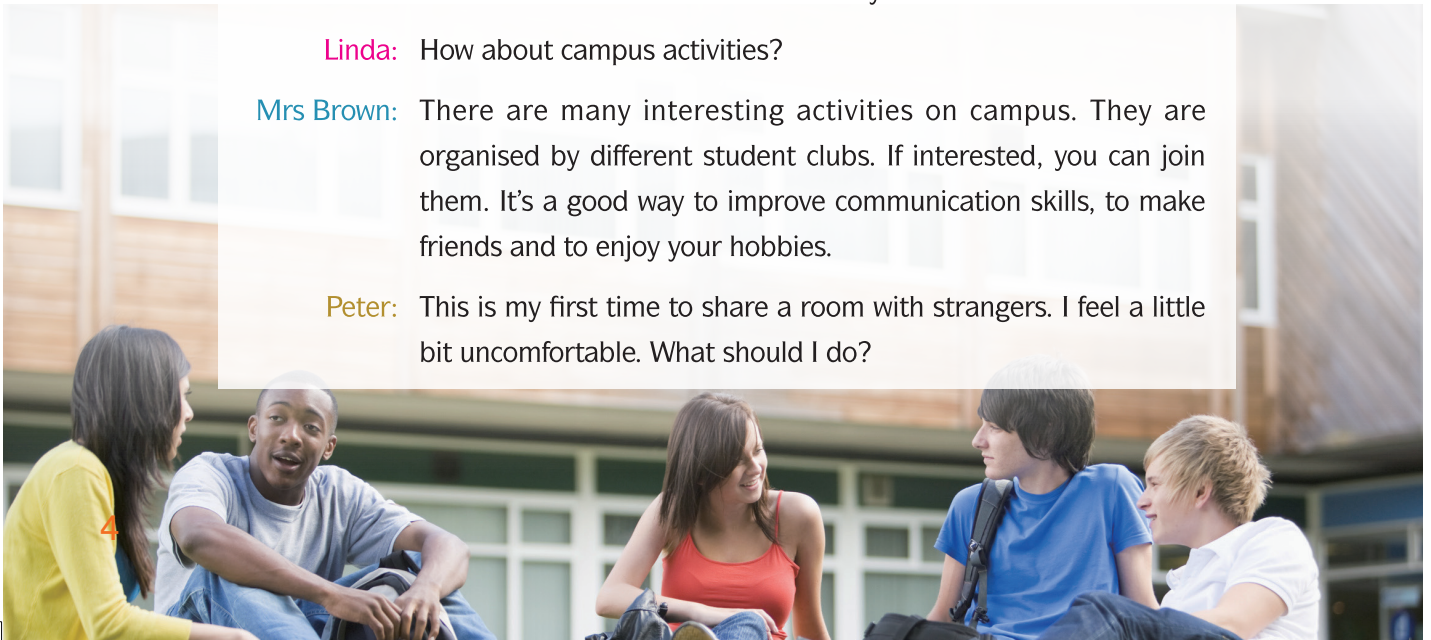 Linda: How about campus activities?
Mrs Brown: There are many interesting activities on campus. They are
organised by different student clubs. If interested, you can join
them. It's a good way to improve communication skills, to make
friends and to enjoy your hobbies.
Peter: This is my first time to share a room with strangers. I feel a little
bit uncomfortable. What should I do?
4